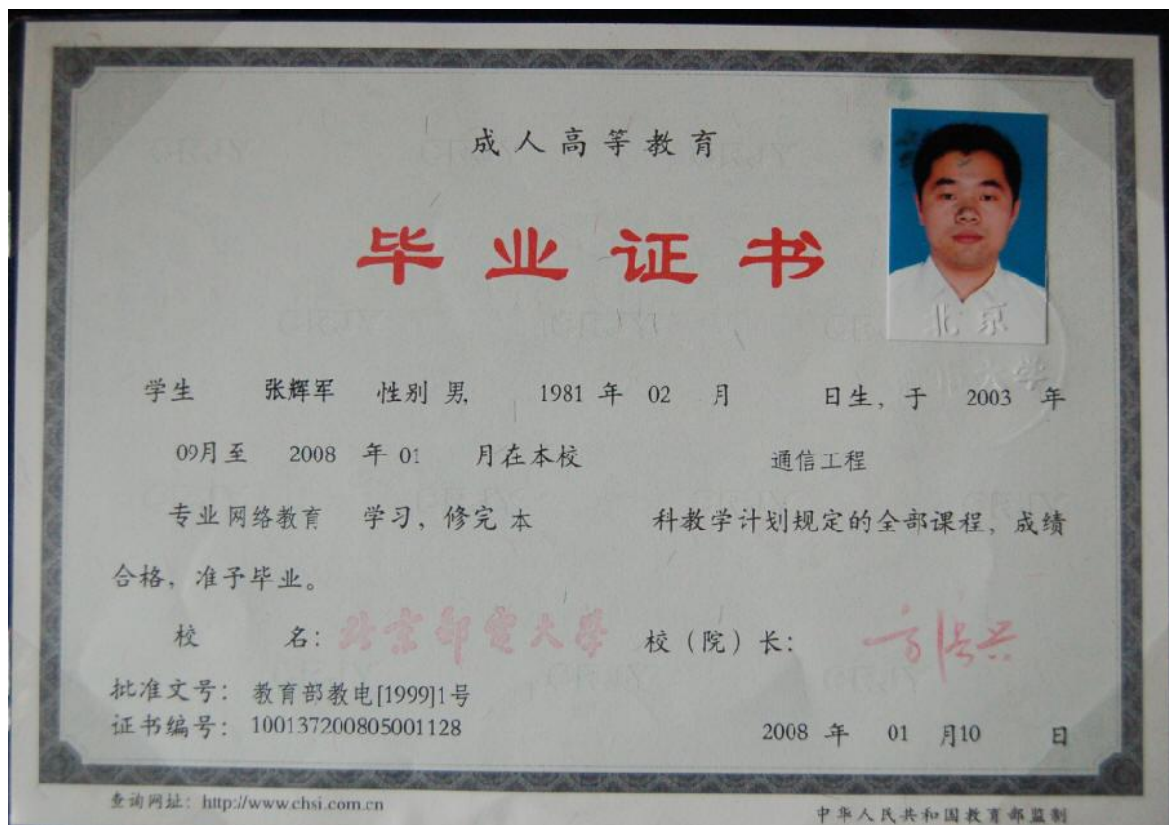 成人高等教育
毕业证书
学生 张辉军 性别 男 1981 年 02 月 日生，于 2003 年
09月至 2008 年 01 月在本校 通信工程
专业 网络教育 学习，修完 本 科教学计划规定的全部课程，成绩
合格，准予毕业。
校 名：北京邮电大学 校（院）长：方滨兴
批准文号：教育部教电[1999]1号
证书编号：100137200805001128
2008 年 01 月10 日
查询网址：http://www.chsi.com.cn
中华人民共和国教育部监制
北京